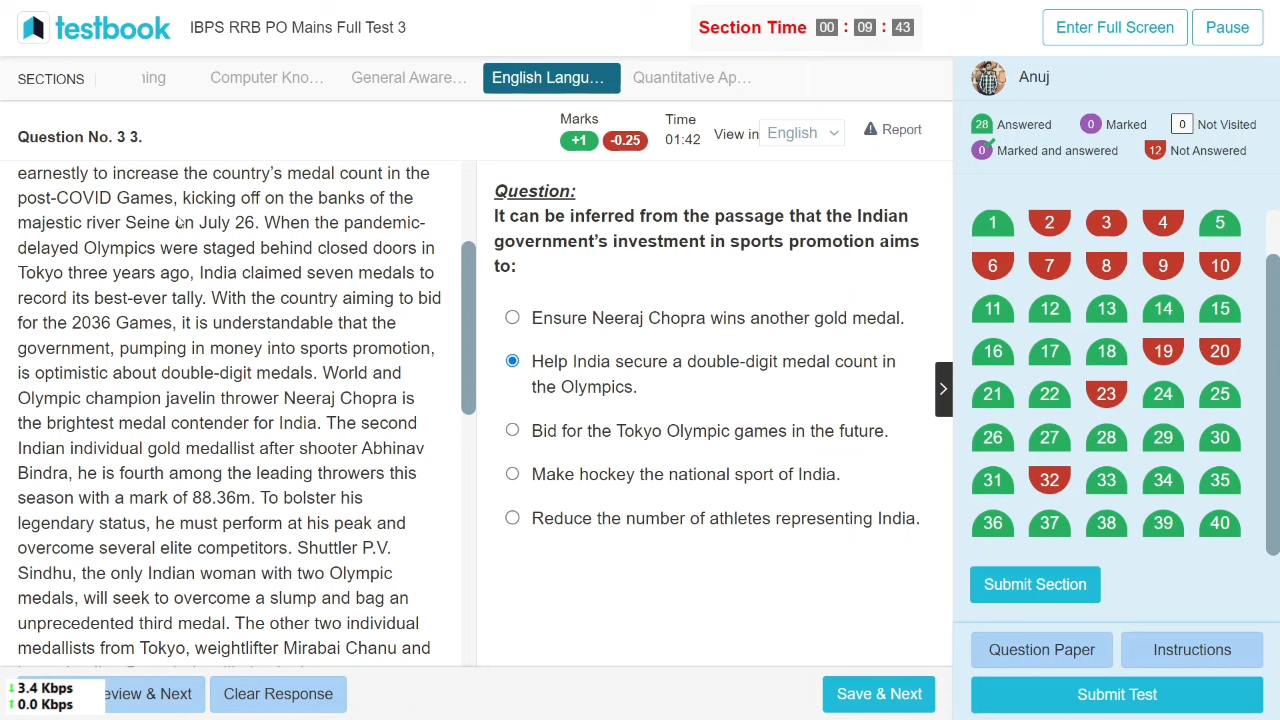 testbook
IBPS RRB PO Mains Full Test 3
Section Time 00 : 09 : 43
Enter Full Screen
Pause
SECTIONS
ning
Computer Kno...
General Aware...
English Langu...
Quantitative Ap...
Anuj
Question No. 3 3.
Marks
+1 -0.25
Time
01:42
View in English
Report
28 Answered
0 Marked
0 Not Visited
0 Marked and answered
12 Not Answered
earnestly to increase the country's medal count in the
post-COVID Games, kicking off on the banks of the
majestic river Seine on July 26. When the pandemic-
delayed Olympics were staged behind closed doors in
Tokyo three years ago, India claimed seven medals to
record its best-ever tally. With the country aiming to bid
for the 2036 Games, it is understandable that the
government, pumping in money into sports promotion,
is optimistic about double-digit medals. World and
Olympic champion javelin thrower Neeraj Chopra is
the brightest medal contender for India. The second
Indian individual gold medallist after shooter Abhinav
Bindra, he is fourth among the leading throwers this
season with a mark of 88.36m. To bolster his
legendary status, he must perform at his peak and
overcome several elite competitors. Shuttler P.V.
Sindhu, the only Indian woman with two Olympic
medals, will seek to overcome a slump and bag an
unprecedented third medal. The other two individual
medallists from Tokyo, weightlifter Mirabai Chanu and
Question:
It can be inferred from the passage that the Indian
government's investment in sports promotion aims
to:
Ensure Neeraj Chopra wins another gold medal.
Help India secure a double-digit medal count in
the Olympics.
Bid for the Tokyo Olympic games in the future.
Make hockey the national sport of India.
Reduce the number of athletes representing India.
1 2 3 4 5
6 7 8 9 10
11 12 13 14 15
16 17 18 19 20
21 22 23 24 25
26 27 28 29 30
31 32 33 34 35
36 37 38 39 40
Submit Section
Question Paper
Instructions
Submit Test
3.4 Kbps
0.0 Kbps
eview & Next
Clear Response
Save & Next